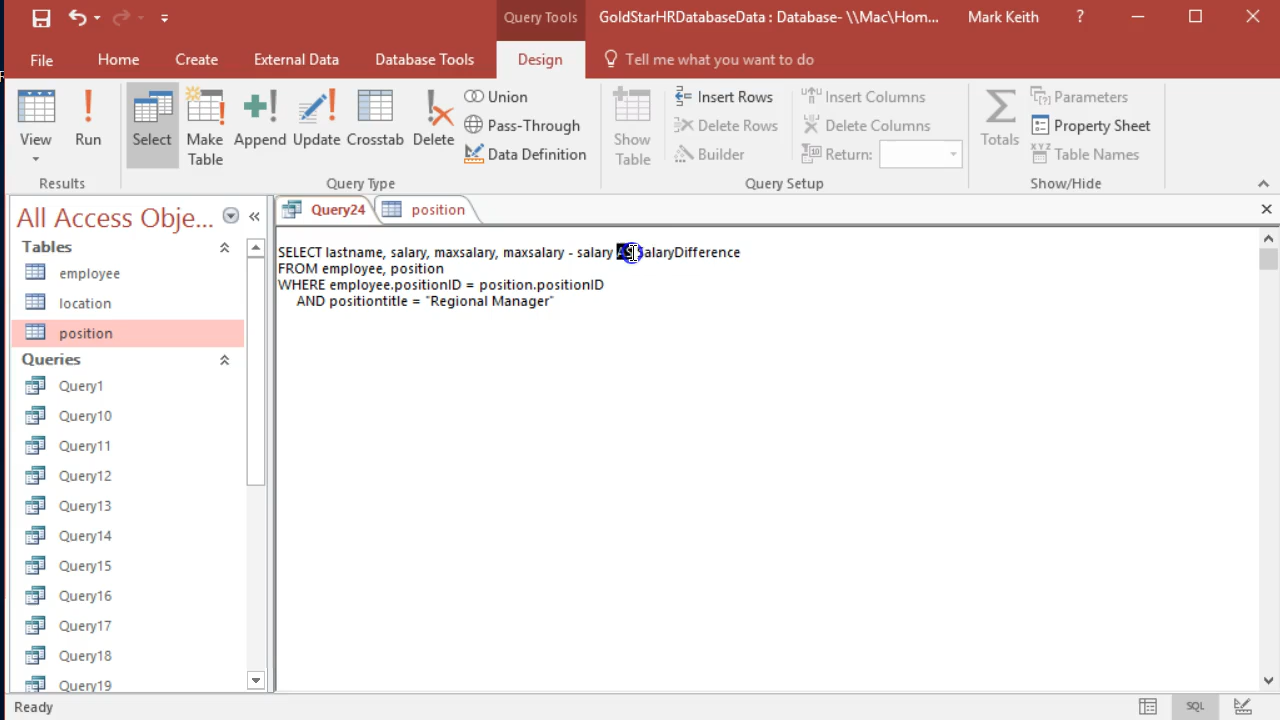 Query Tools
GoldStarHRDatabaseData : Database- \\Mac\Hom...
Mark Keith
?
File
Home
Create
External Data
Database Tools
Design
Tell me what you want to do
View
Run
Select
Make Table
Append
Update
Crosstab
Delete
Union
Pass-Through
Data Definition
Show Table
Insert Rows
Delete Rows
Builder
Insert Columns
Delete Columns
Return:
Totals
Parameters
Property Sheet
Table Names
Results
Query Type
Query Setup
Show/Hide
All Access Obje...
Query24
position
Tables
employee
location
position
Queries
Query1
Query10
Query11
Query12
Query13
Query14
Query15
Query16
Query17
Query18
Query19
SELECT lastname, salary, maxsalary, maxsalary - salary AS SalaryDifference
FROM employee, position
WHERE employee.positionID = position.positionID
AND positiontitle = "Regional Manager"
Ready
SQL